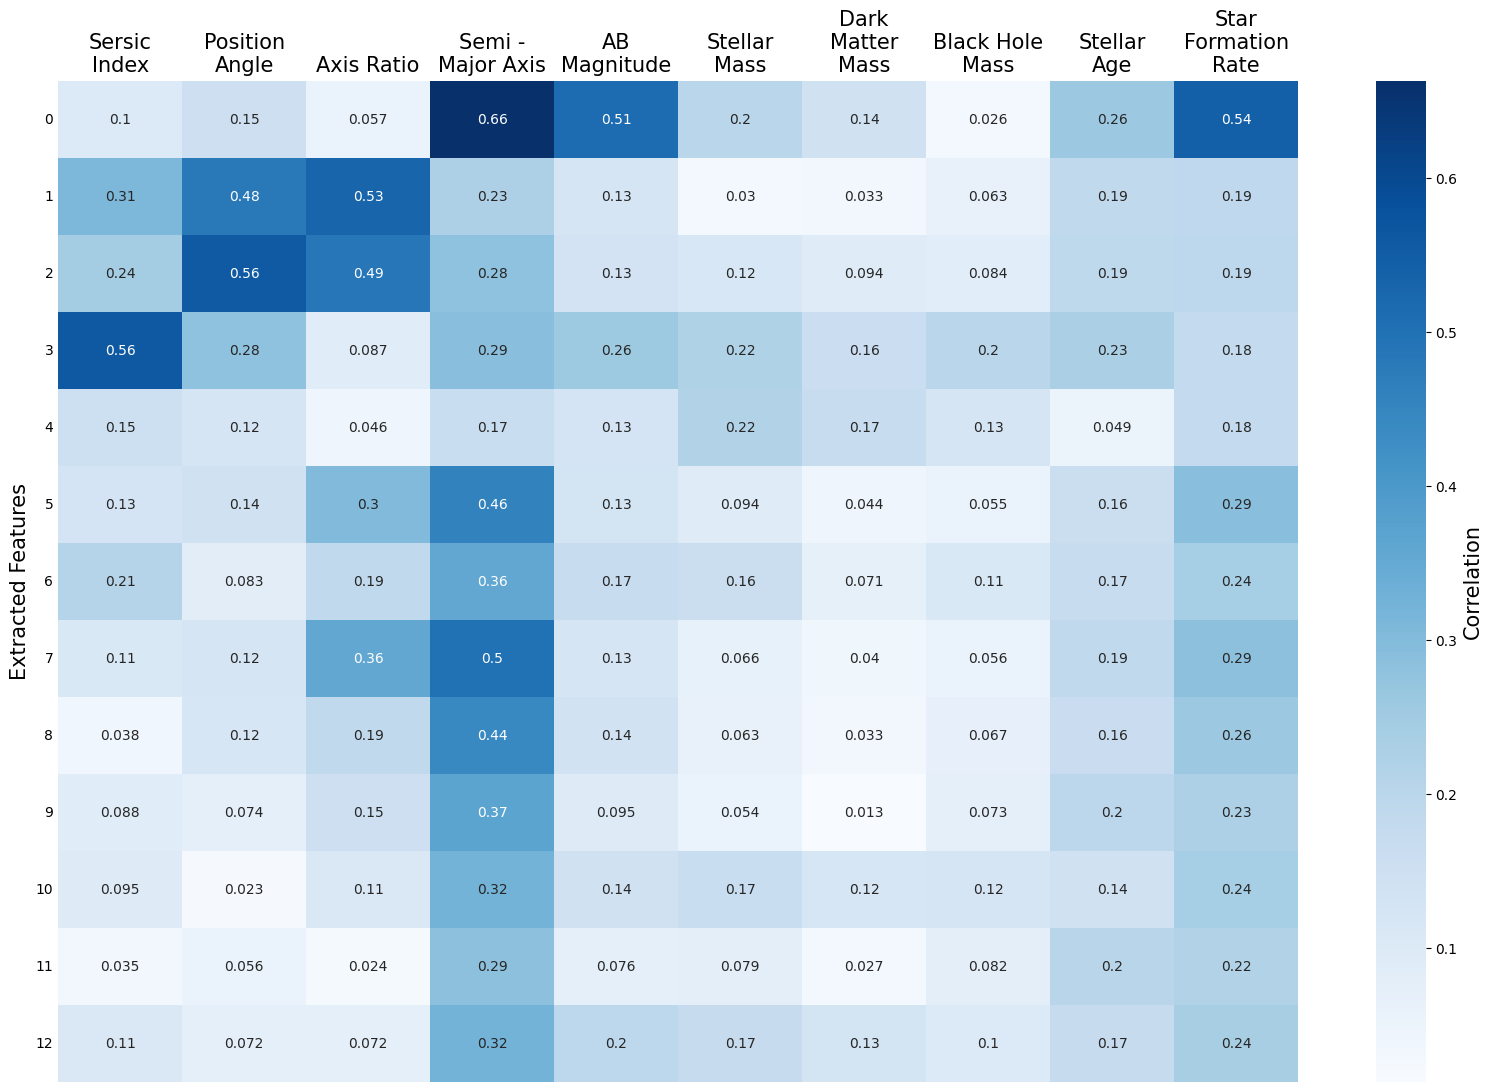 Sersic
Index
Position
Angle
Axis Ratio
Semi -
Major Axis
AB
Magnitude
Stellar
Mass
Dark
Matter
Mass
Black Hole
Mass
Stellar
Age
Star
Formation
Rate
Extracted Features
0 0.1 0.15 0.057 0.66 0.51 0.2 0.14 0.026 0.26 0.54
1 0.31 0.48 0.53 0.23 0.13 0.03 0.033 0.063 0.19 0.19
2 0.24 0.56 0.49 0.28 0.13 0.12 0.094 0.084 0.19 0.19
3 0.56 0.28 0.087 0.29 0.26 0.22 0.16 0.2 0.23 0.18
4 0.15 0.12 0.046 0.17 0.13 0.22 0.17 0.13 0.049 0.18
5 0.13 0.14 0.3 0.46 0.13 0.094 0.044 0.055 0.16 0.29
6 0.21 0.083 0.19 0.36 0.17 0.16 0.071 0.11 0.17 0.24
7 0.11 0.12 0.36 0.5 0.13 0.066 0.04 0.056 0.19 0.29
8 0.038 0.12 0.19 0.44 0.14 0.063 0.033 0.067 0.16 0.26
9 0.088 0.074 0.15 0.37 0.095 0.054 0.013 0.073 0.2 0.23
10 0.095 0.023 0.11 0.32 0.14 0.17 0.12 0.12 0.14 0.24
11 0.035 0.056 0.024 0.29 0.076 0.079 0.027 0.082 0.2 0.22
12 0.11 0.072 0.072 0.32 0.2 0.17 0.13 0.1 0.17 0.24
0.6
0.5
0.4
0.3
0.2
0.1
Correlation